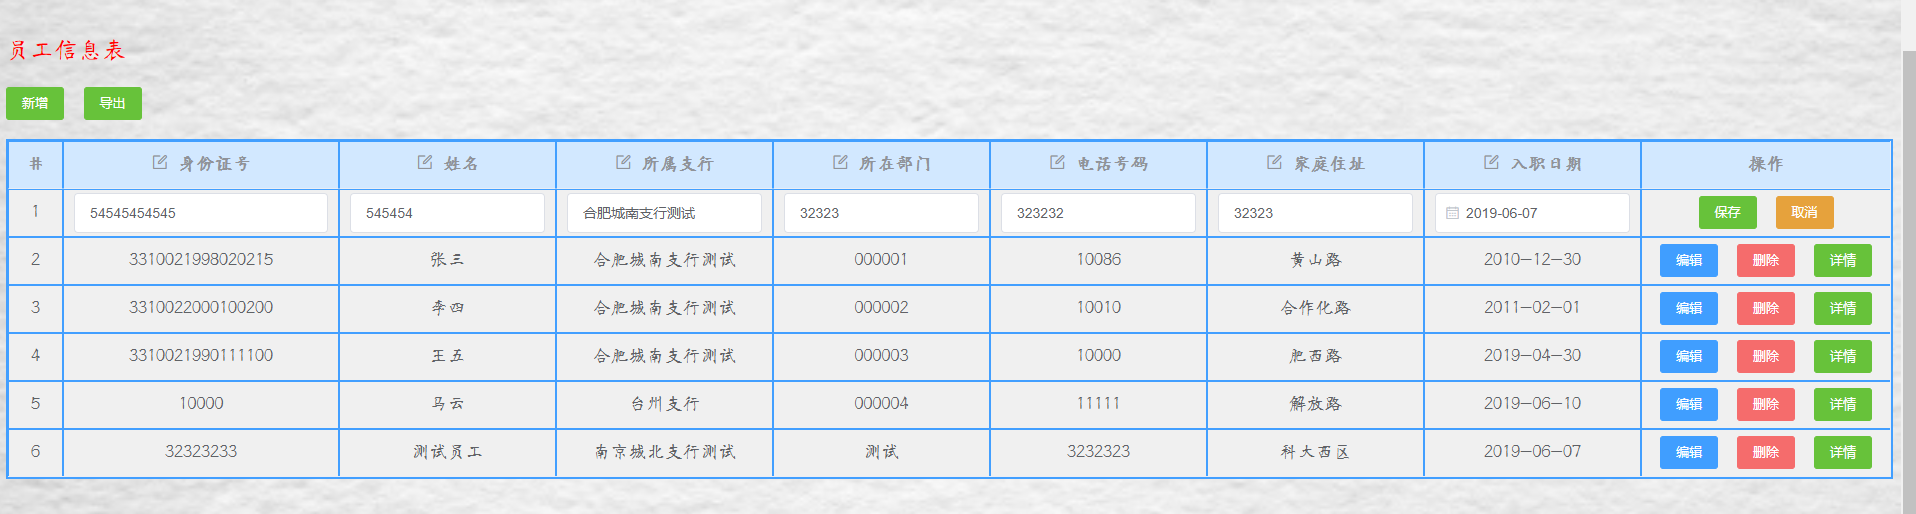 员工信息表
新增 导出
# 身份证号 姓名 所属支行 所在部门 电话号码 家庭住址 入职日期 操作
1 54545454545 545454 合肥城南支行测试 32323 323232 32323 2019-06-07 保存 取消
2 3310021998020215 张三 合肥城南支行测试 000001 10086 黄山路 2010-12-30 编辑 删除 详情
3 3310022000100200 李四 合肥城南支行测试 000002 10010 合作化路 2011-02-01 编辑 删除 详情
4 3310021990111100 王五 合肥城南支行测试 000003 10000 肥西路 2019-04-30 编辑 删除 详情
5 10000 马云 台州支行 000004 11111 解放路 2019-06-10 编辑 删除 详情
6 32323233 测试员工 南京城北支行测试 测试 3232323 科大西区 2019-06-07 编辑 删除 详情